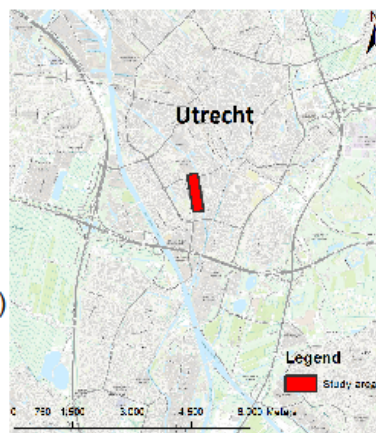 N
Utrecht
)
Legend
Study area
0 750 1,500 3,000 4,500 6,000 Meters